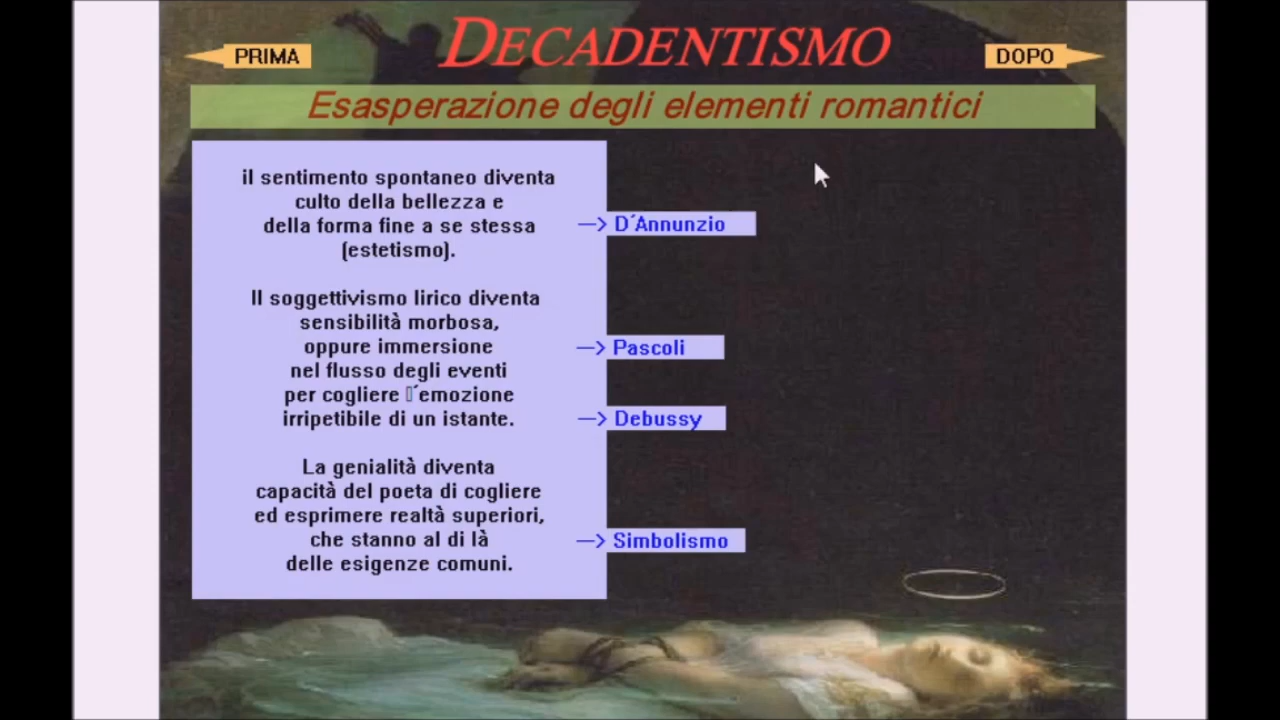 DECADENTISMO
PRIMA
DOPO
Esasperazione degli elementi romantici
il sentimento spontaneo diventa
culto della bellezza e
della forma fine a se stessa
(estetismo).
—> D´Annunzio
Il soggettivismo lirico diventa
sensibilità morbosa,
oppure immersione
nel flusso degli eventi
per cogliere ▯´emozione
irripetibile di un istante.
—> Pascoli
—> Debussy
La genialità diventa
capacità del poeta di cogliere
ed esprimere realtà superiori,
che stanno al di là
delle esigenze comuni.
—> Simbolismo